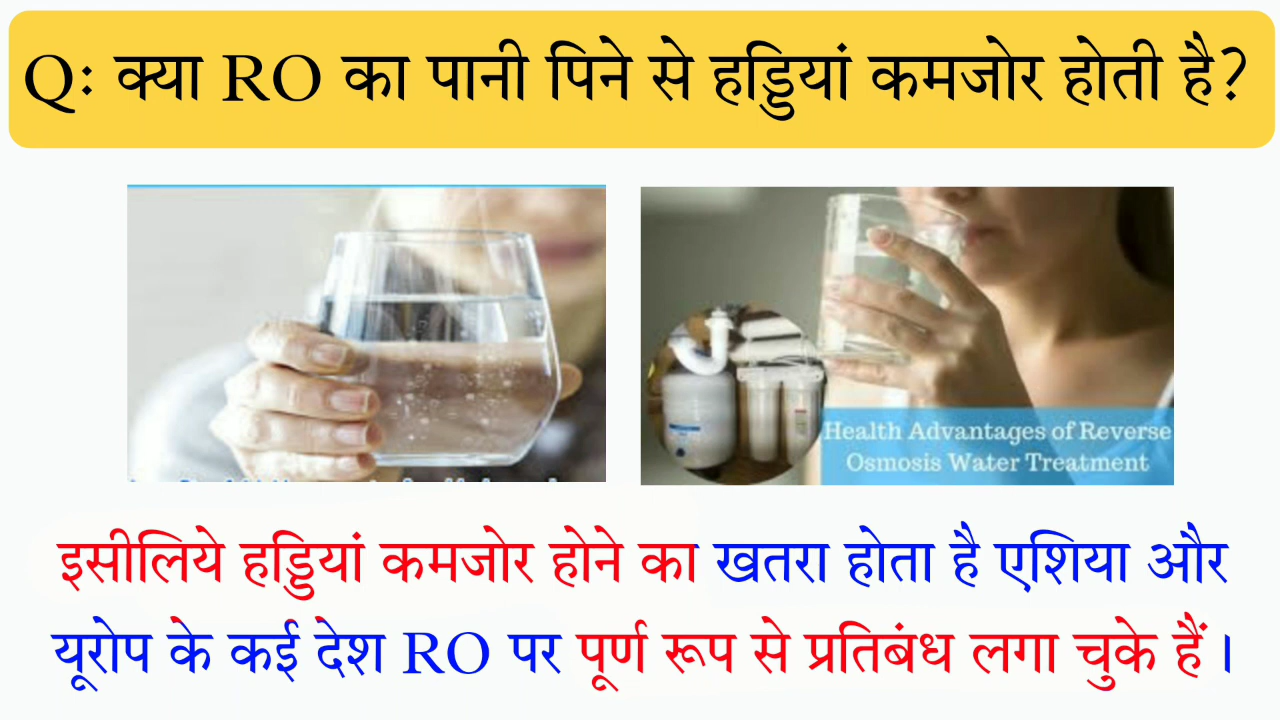 Q: क्या RO का पानी पिने से हड्डियां कमजोर होती है?
Health Advantages of Reverse
Osmosis Water Treatment
इसीलिये हड्डियां कमजोर होने का खतरा होता है एशिया और
यूरोप के कई देश RO पर पूर्ण रूप से प्रतिबंध लगा चुके हैं।